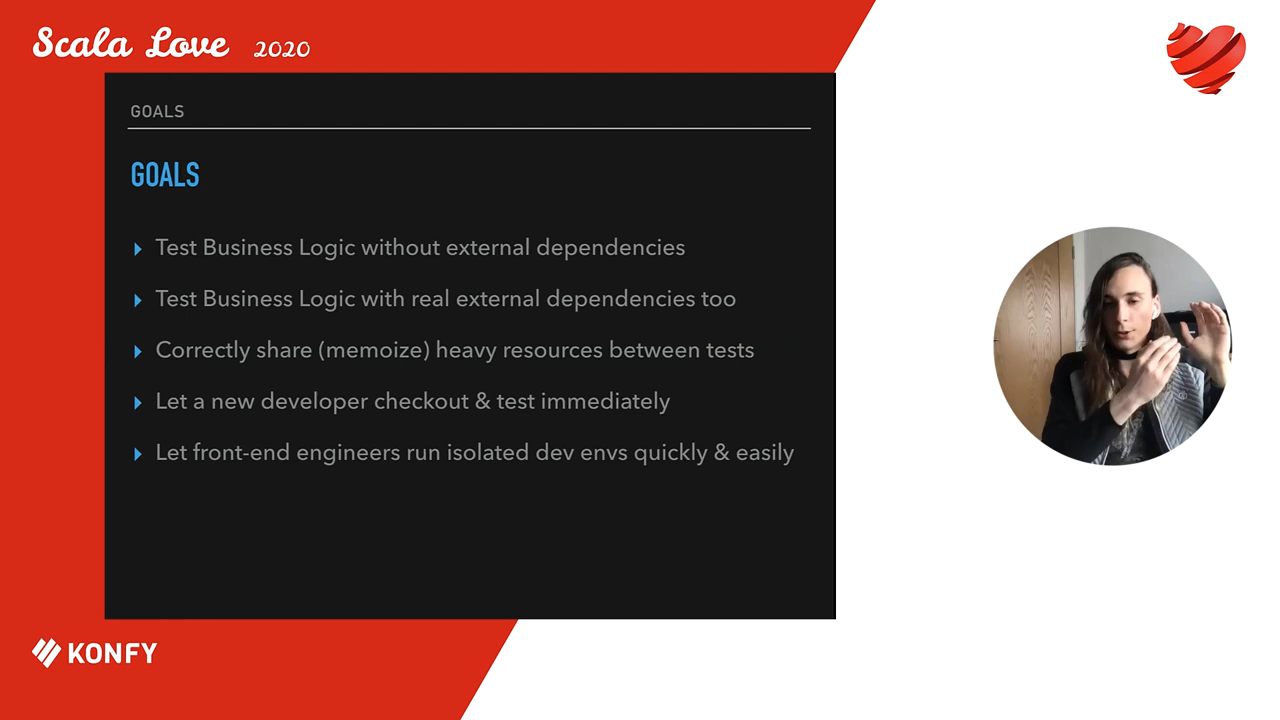 Scala Love 2020
GOALS
GOALS
Test Business Logic without external dependencies
Test Business Logic with real external dependencies too
Correctly share (memoize) heavy resources between tests
Let a new developer checkout & test immediately
Let front-end engineers run isolated dev envs quickly & easily
KONFY